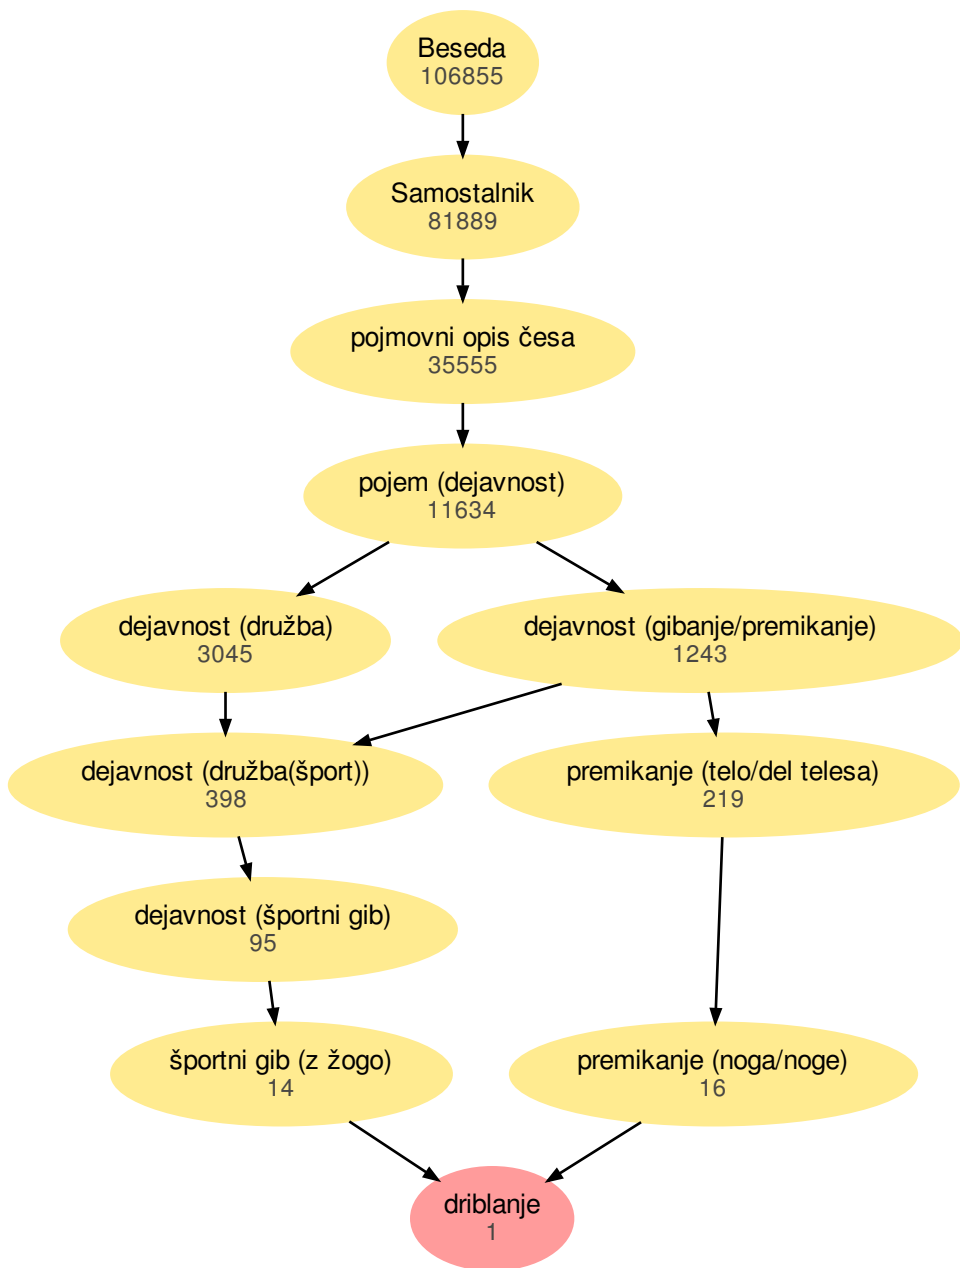 Beseda
106855
Samostalnik
81889
pojmovni opis česa
35555
pojem (dejavnost)
11634
dejavnost (družba)
3045
dejavnost (gibanje/premikanje)
1243
dejavnost (družba(šport))
398
premikanje (telo/del telesa)
219
dejavnost (športni gib)
95
športni gib (z žogo)
14
premikanje (noga/noge)
16
driblanje
1